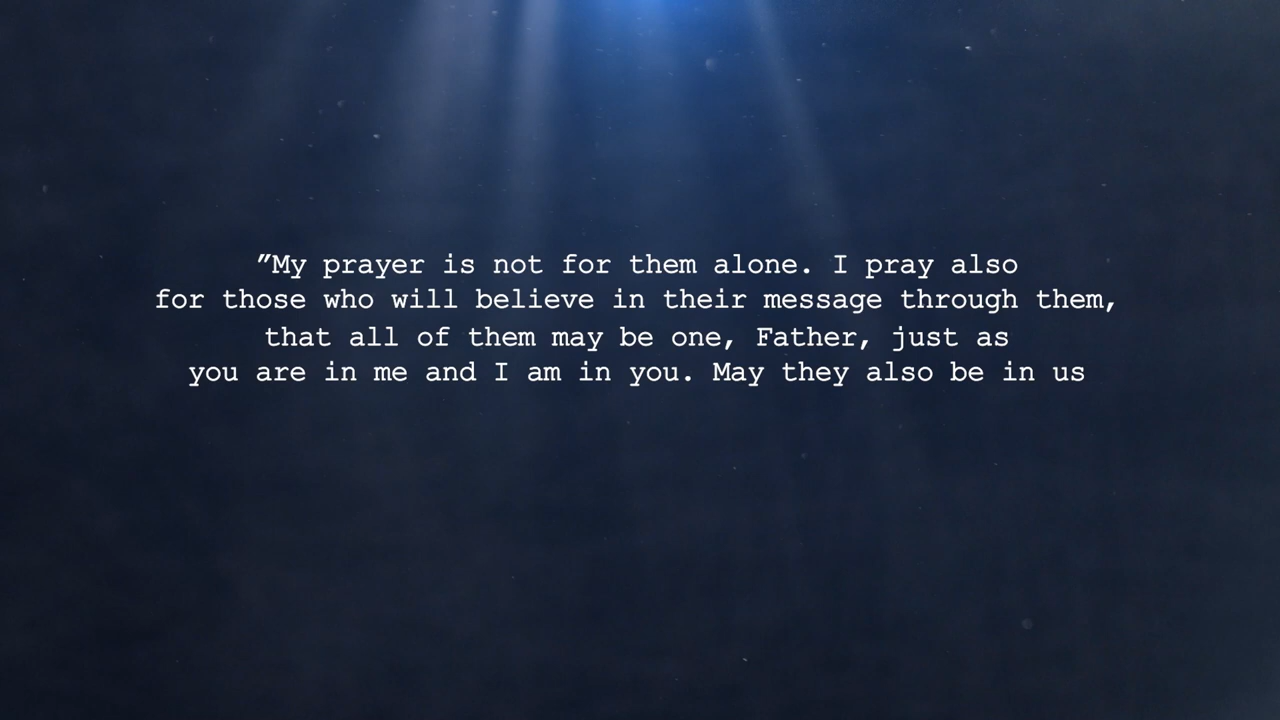 "My prayer is not for them alone. I pray also
for those who will believe in their message through them,
that all of them may be one, Father, just as
you are in me and I am in you. May they also be in us